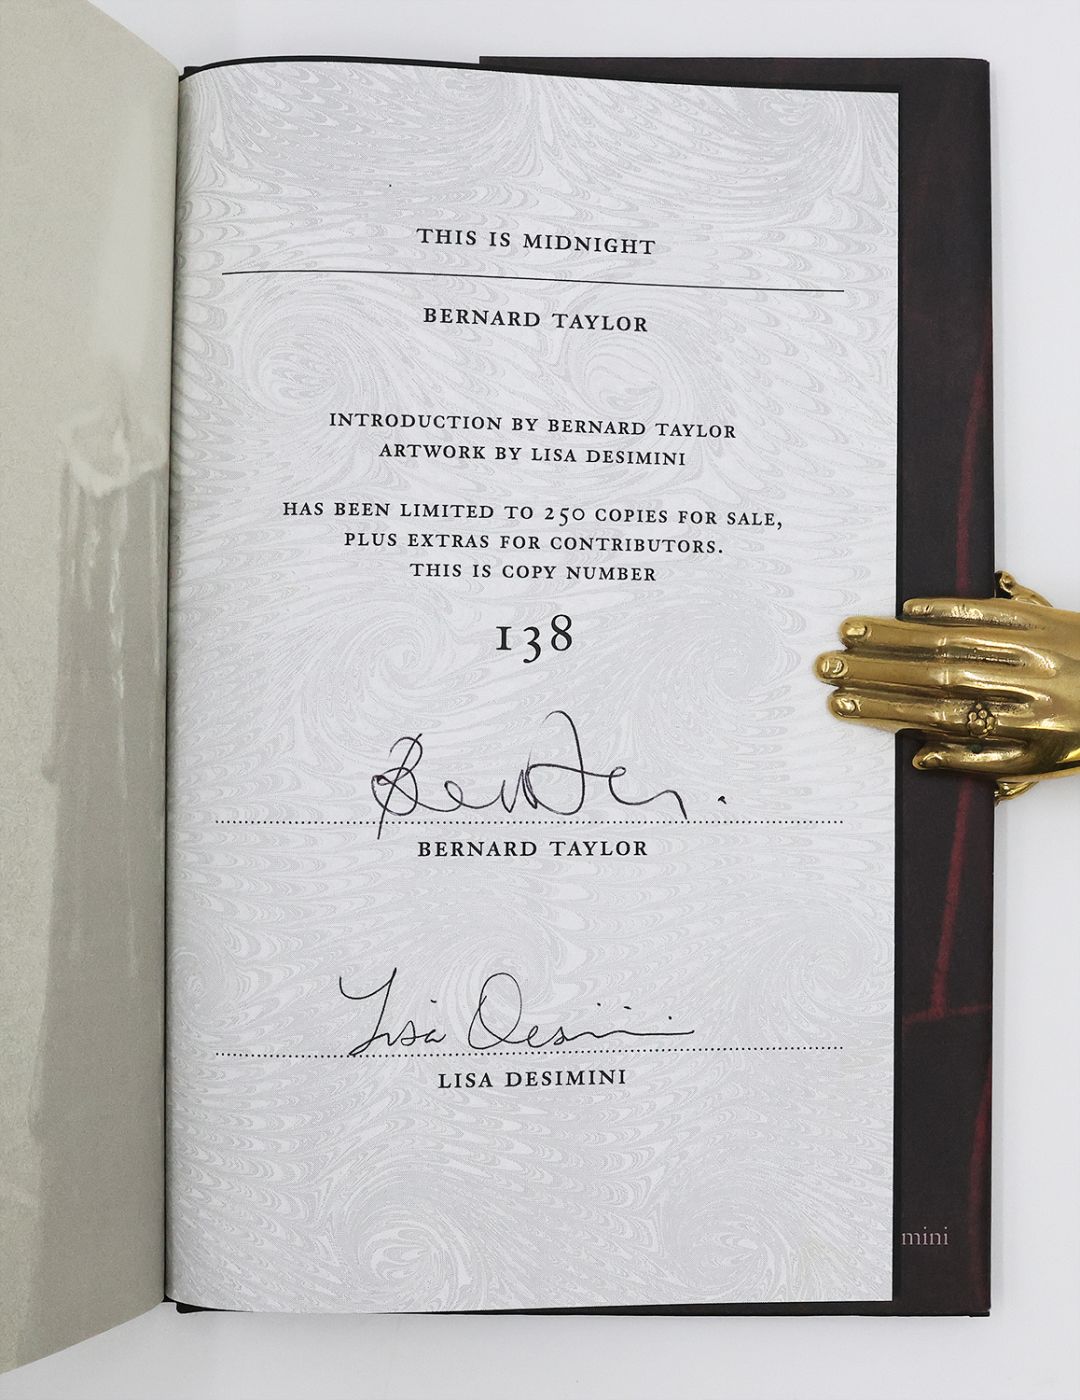 THIS IS MIDNIGHT
BERNARD TAYLOR
INTRODUCTION BY BERNARD TAYLOR
ARTWORK BY LISA DESIMINI
HAS BEEN LIMITED TO 250 COPIES FOR SALE,
PLUS EXTRAS FOR CONTRIBUTORS.
THIS IS COPY NUMBER
138
BERNARD TAYLOR
Lisa Desimini
LISA DESIMINI
mini